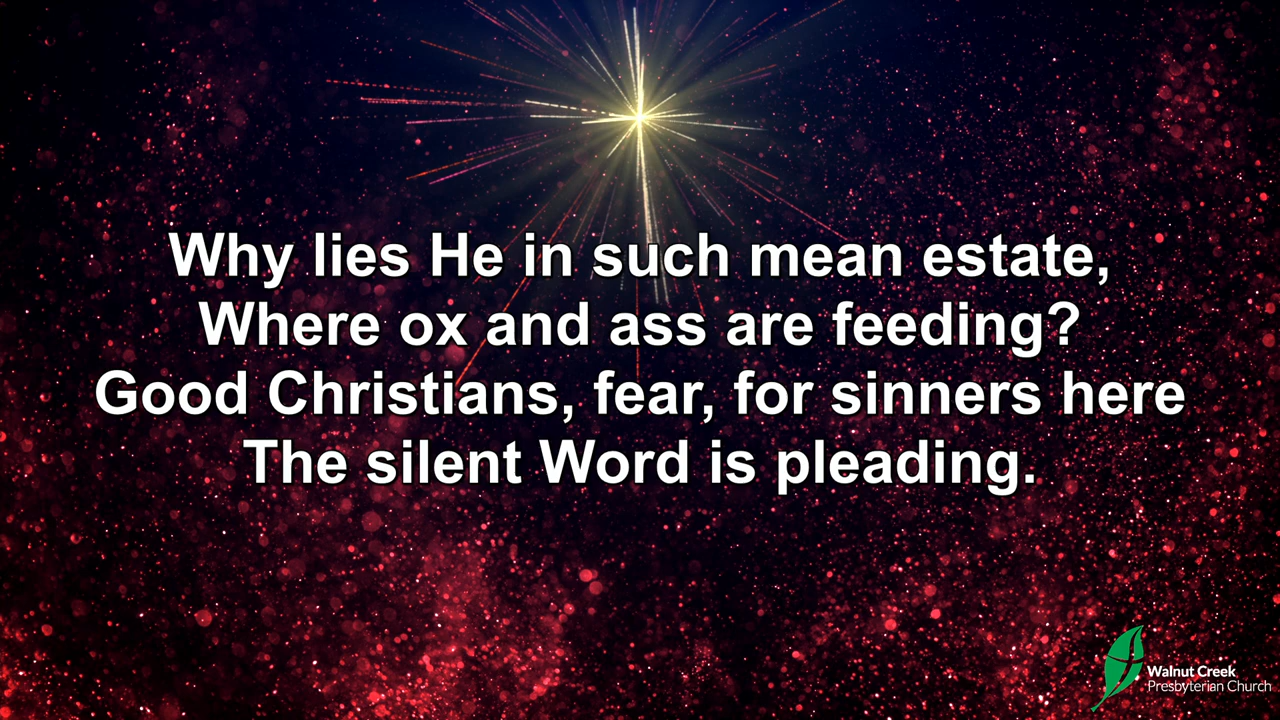 Why lies He in such mean estate,
Where ox and ass are feeding?
Good Christians, fear, for sinners here
The silent Word is pleading.
Walnut Creek
Presbyterian Church